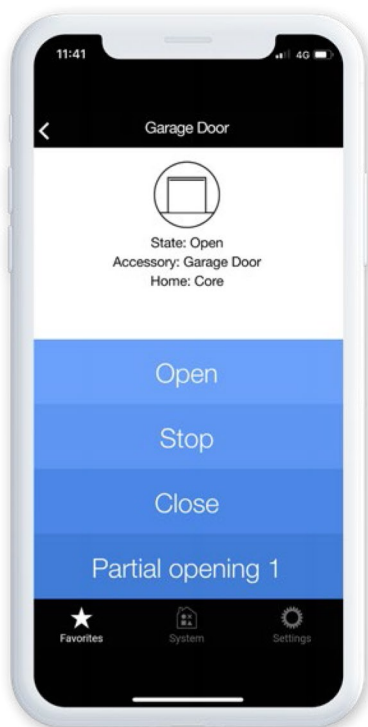 11:41
4G
Garage Door
State: Open
Accessory: Garage Door
Home: Core
Open
Stop
Close
Partial opening 1
Favorites
System
Settings